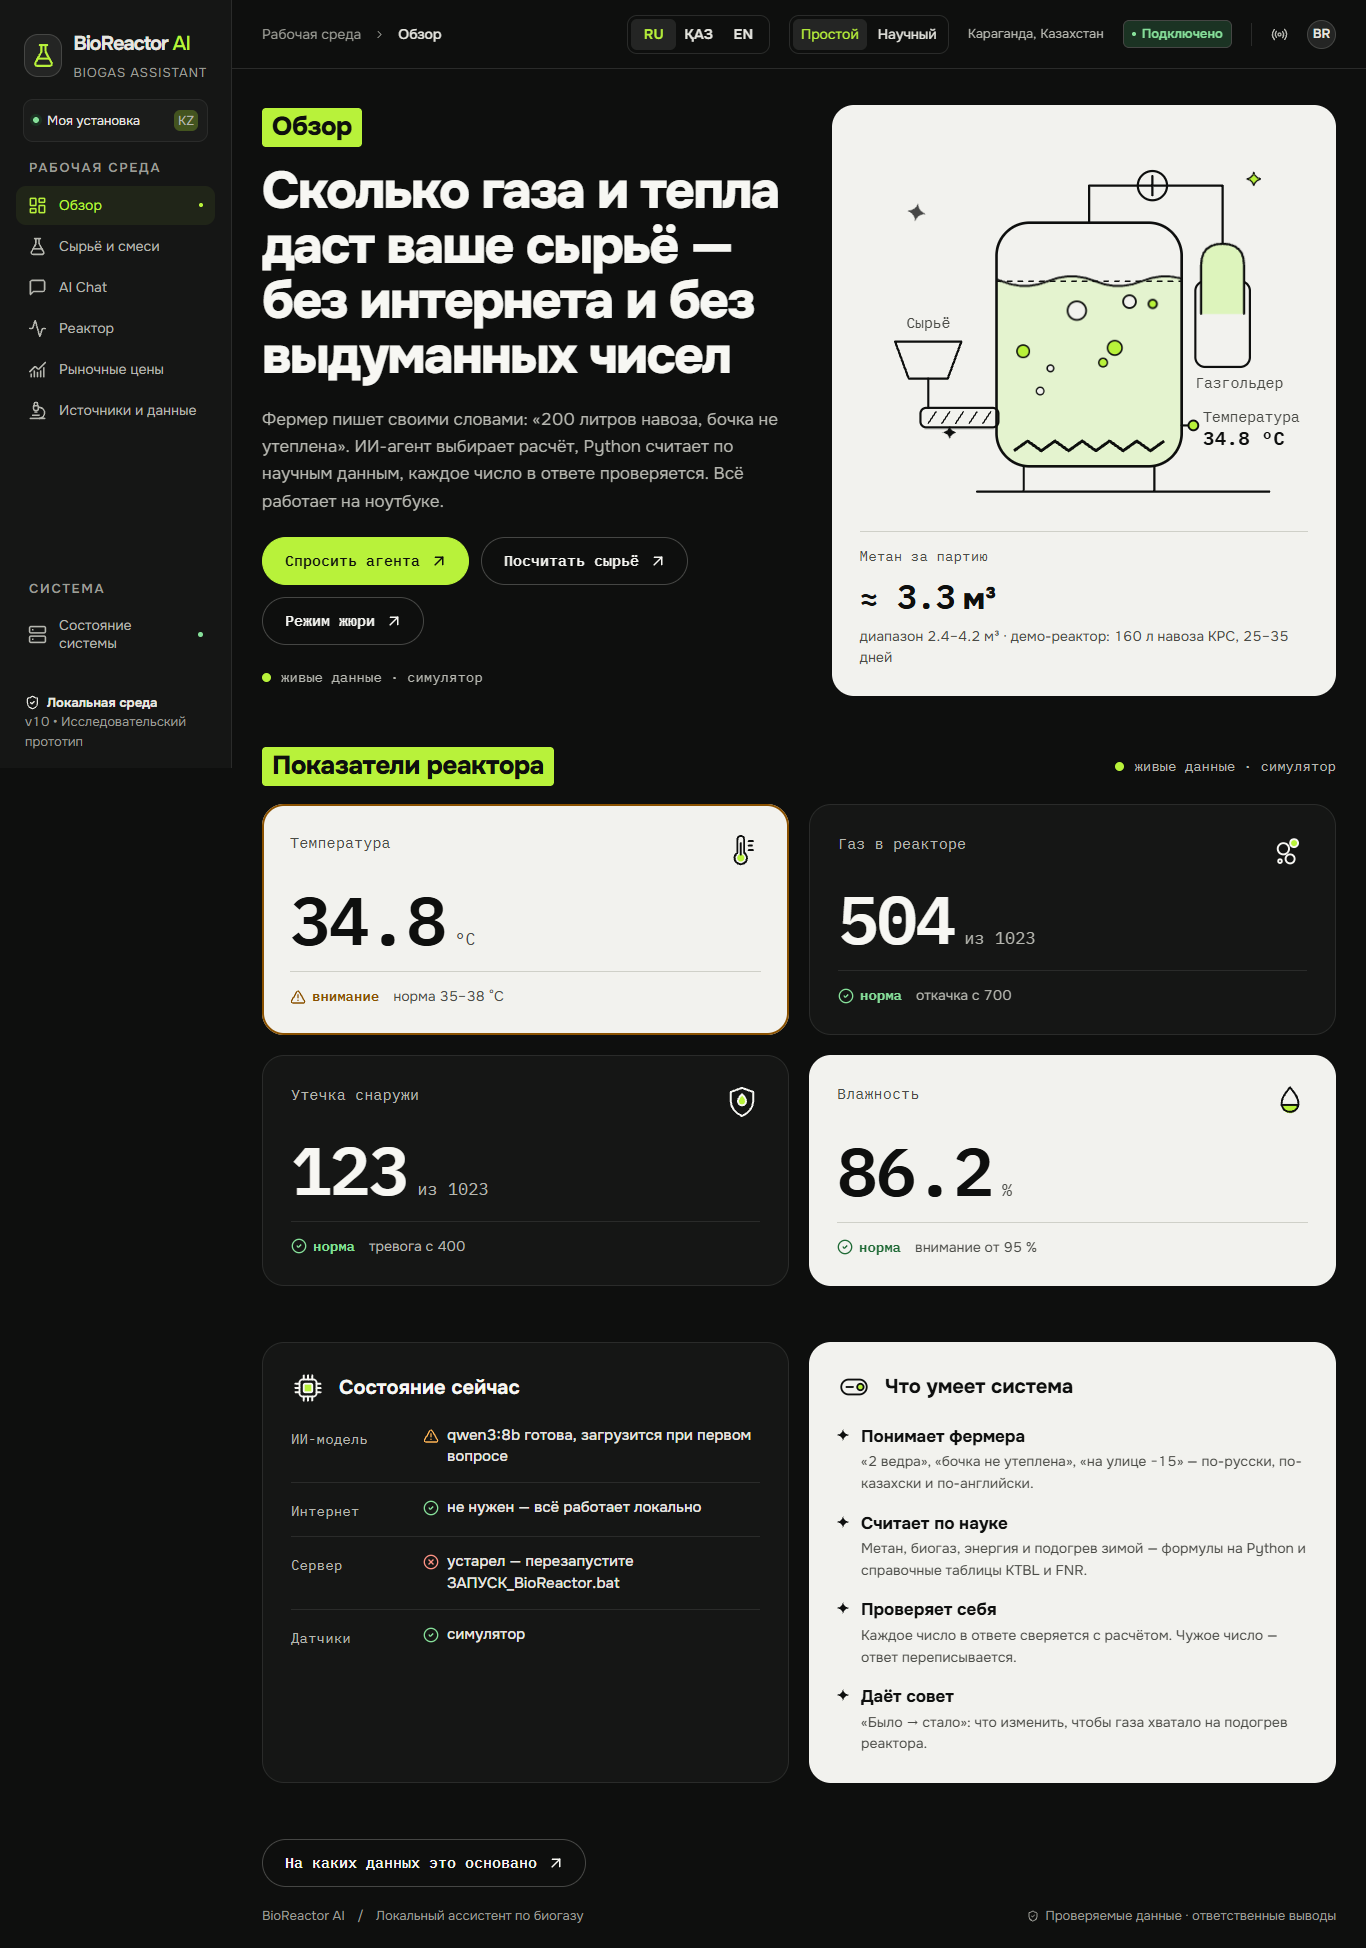 BioReactor AI
BIOGAS ASSISTANT
Моя установка KZ
РАБОЧАЯ СРЕДА
Обзор
Сырьё и смеси
AI Chat
Реактор
Рыночные цены
Источники и данные
СИСТЕМА
Состояние
системы
Локальная среда
v10 • Исследовательский
прототип
Рабочая среда › Обзор
RU ҚАЗ EN
Простой Научный
Караганда, Казахстан
• Подключено
BR
Обзор
Сколько газа и тепла
даст ваше сырьё —
без интернета и без
выдуманных чисел
Фермер пишет своими словами: «200 литров навоза, бочка не
утеплена». ИИ-агент выбирает расчёт, Python считает по
научным данным, каждое число в ответе проверяется. Всё
работает на ноутбуке.
Спросить агента
Посчитать сырьё
Режим жюри
живые данные · симулятор
Сырьё
Газгольдер
Температура
34.8 °C
Метан за партию
≈ 3.3 м³
диапазон 2.4–4.2 м³ · демо-реактор: 160 л навоза КРС, 25–35
дней
Показатели реактора
живые данные · симулятор
Температура
34.8 °C
внимание норма 35–38 °C
Газ в реакторе
504 из 1023
норма откачка с 700
Утечка снаружи
123 из 1023
норма тревога с 400
Влажность
86.2 %
норма внимание от 95 %
Состояние сейчас
ИИ-модель
qwen3:8b готова, загрузится при первом
вопросе
Интернет
не нужен — всё работает локально
Сервер
устарел — перезапустите
ЗАПУСК_BioReactor.bat
Датчики
симулятор
Что умеет система
Понимает фермера
«2 ведра», «бочка не утеплена», «на улице −15» — по-русски, по-
казахски и по-английски.
Считает по науке
Метан, биогаз, энергия и подогрев зимой — формулы на Python и
справочные таблицы KTBL и FNR.
Проверяет себя
Каждое число в ответе сверяется с расчётом. Чужое число —
ответ переписывается.
Даёт совет
«Было → стало»: что изменить, чтобы газа хватало на подогрев
реактора.
На каких данных это основано
BioReactor AI / Локальный ассистент по биогазу
Проверяемые данные · ответственные выводы